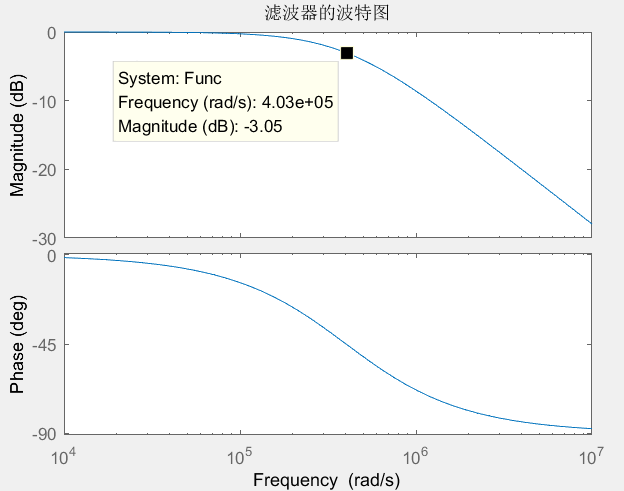 滤波器的波特图
0
-10
-20
-30
Magnitude (dB)
System: Func
Frequency (rad/s): 4.03e+05
Magnitude (dB): -3.05
0
-45
-90
Phase (deg)
10^4
10^5
10^6
10^7
Frequency (rad/s)